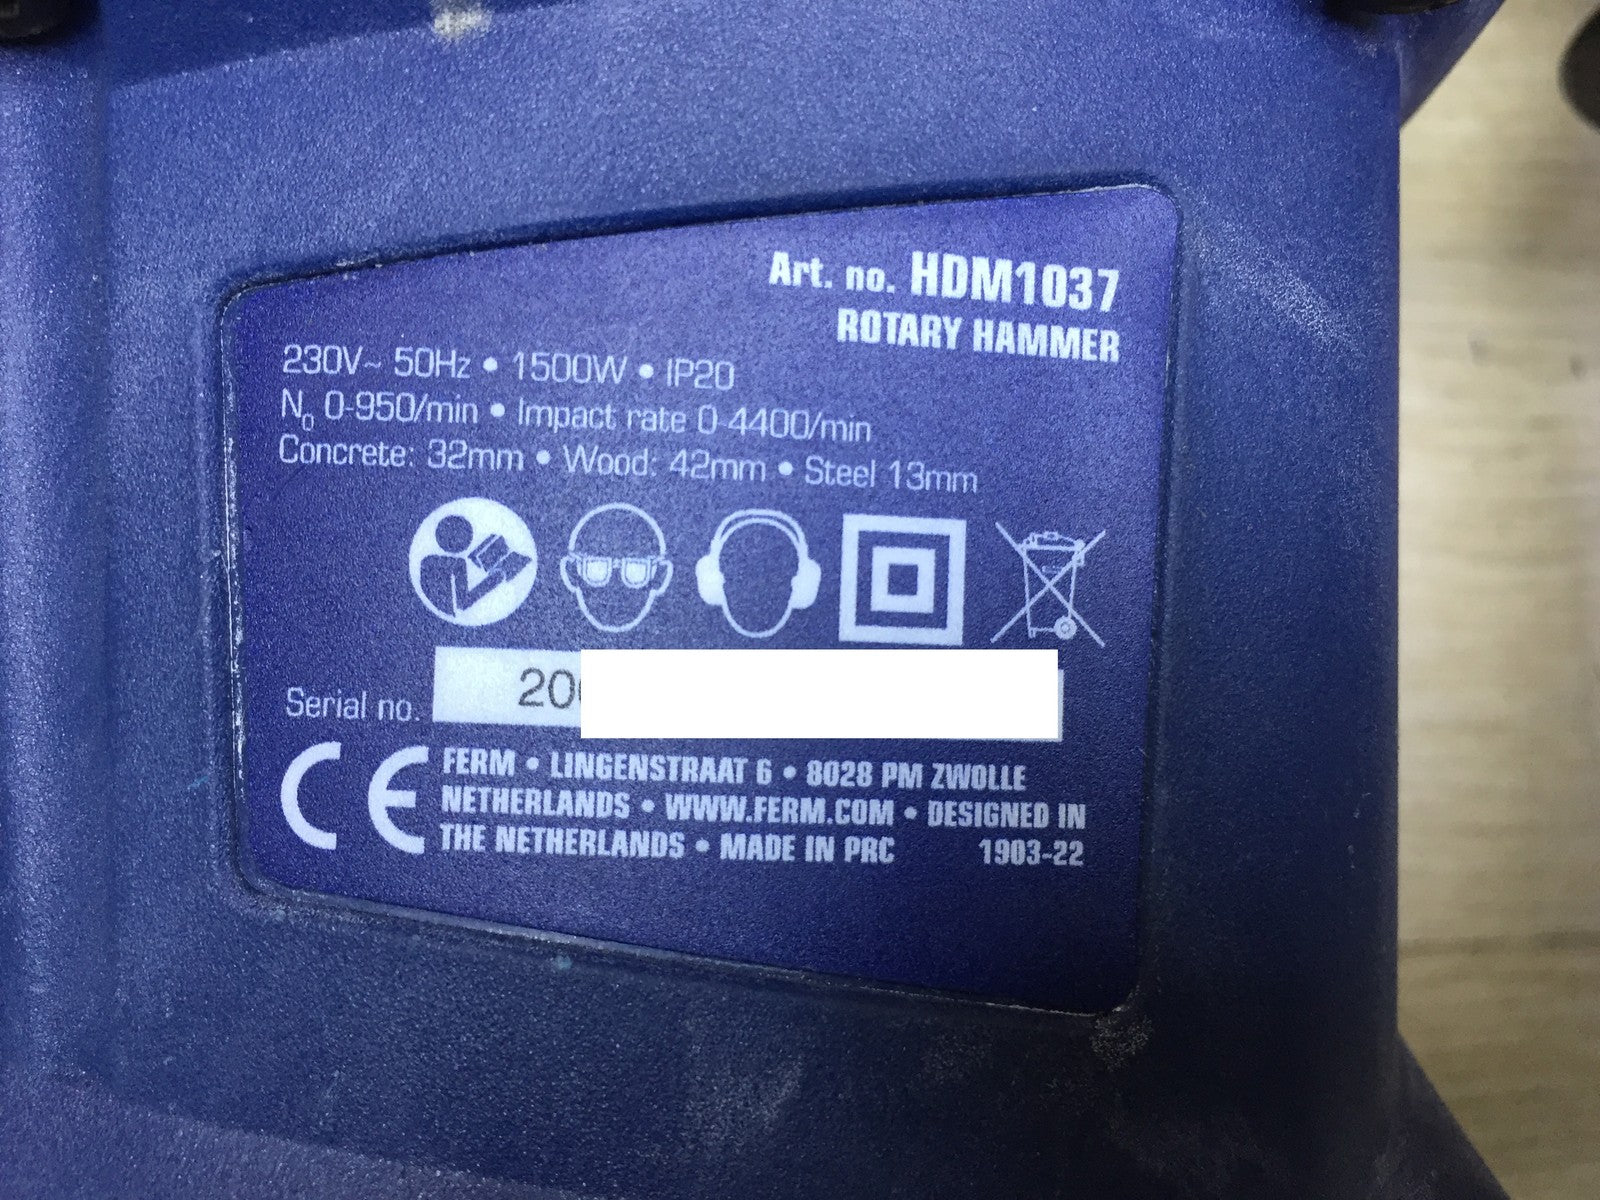 Art. no. HDM1037
ROTARY HAMMER
230V~ 50Hz • 1500W • IP20
N₀ 0-950/min • Impact rate 0-4400/min
Concrete: 32mm • Wood: 42mm • Steel 13mm
Serial no. 20
CE FERM • LINGENSTRAAT 6 • 8028 PM ZWOLLE
NETHERLANDS • WWW.FERM.COM • DESIGNED IN
THE NETHERLANDS • MADE IN PRC 1903-22